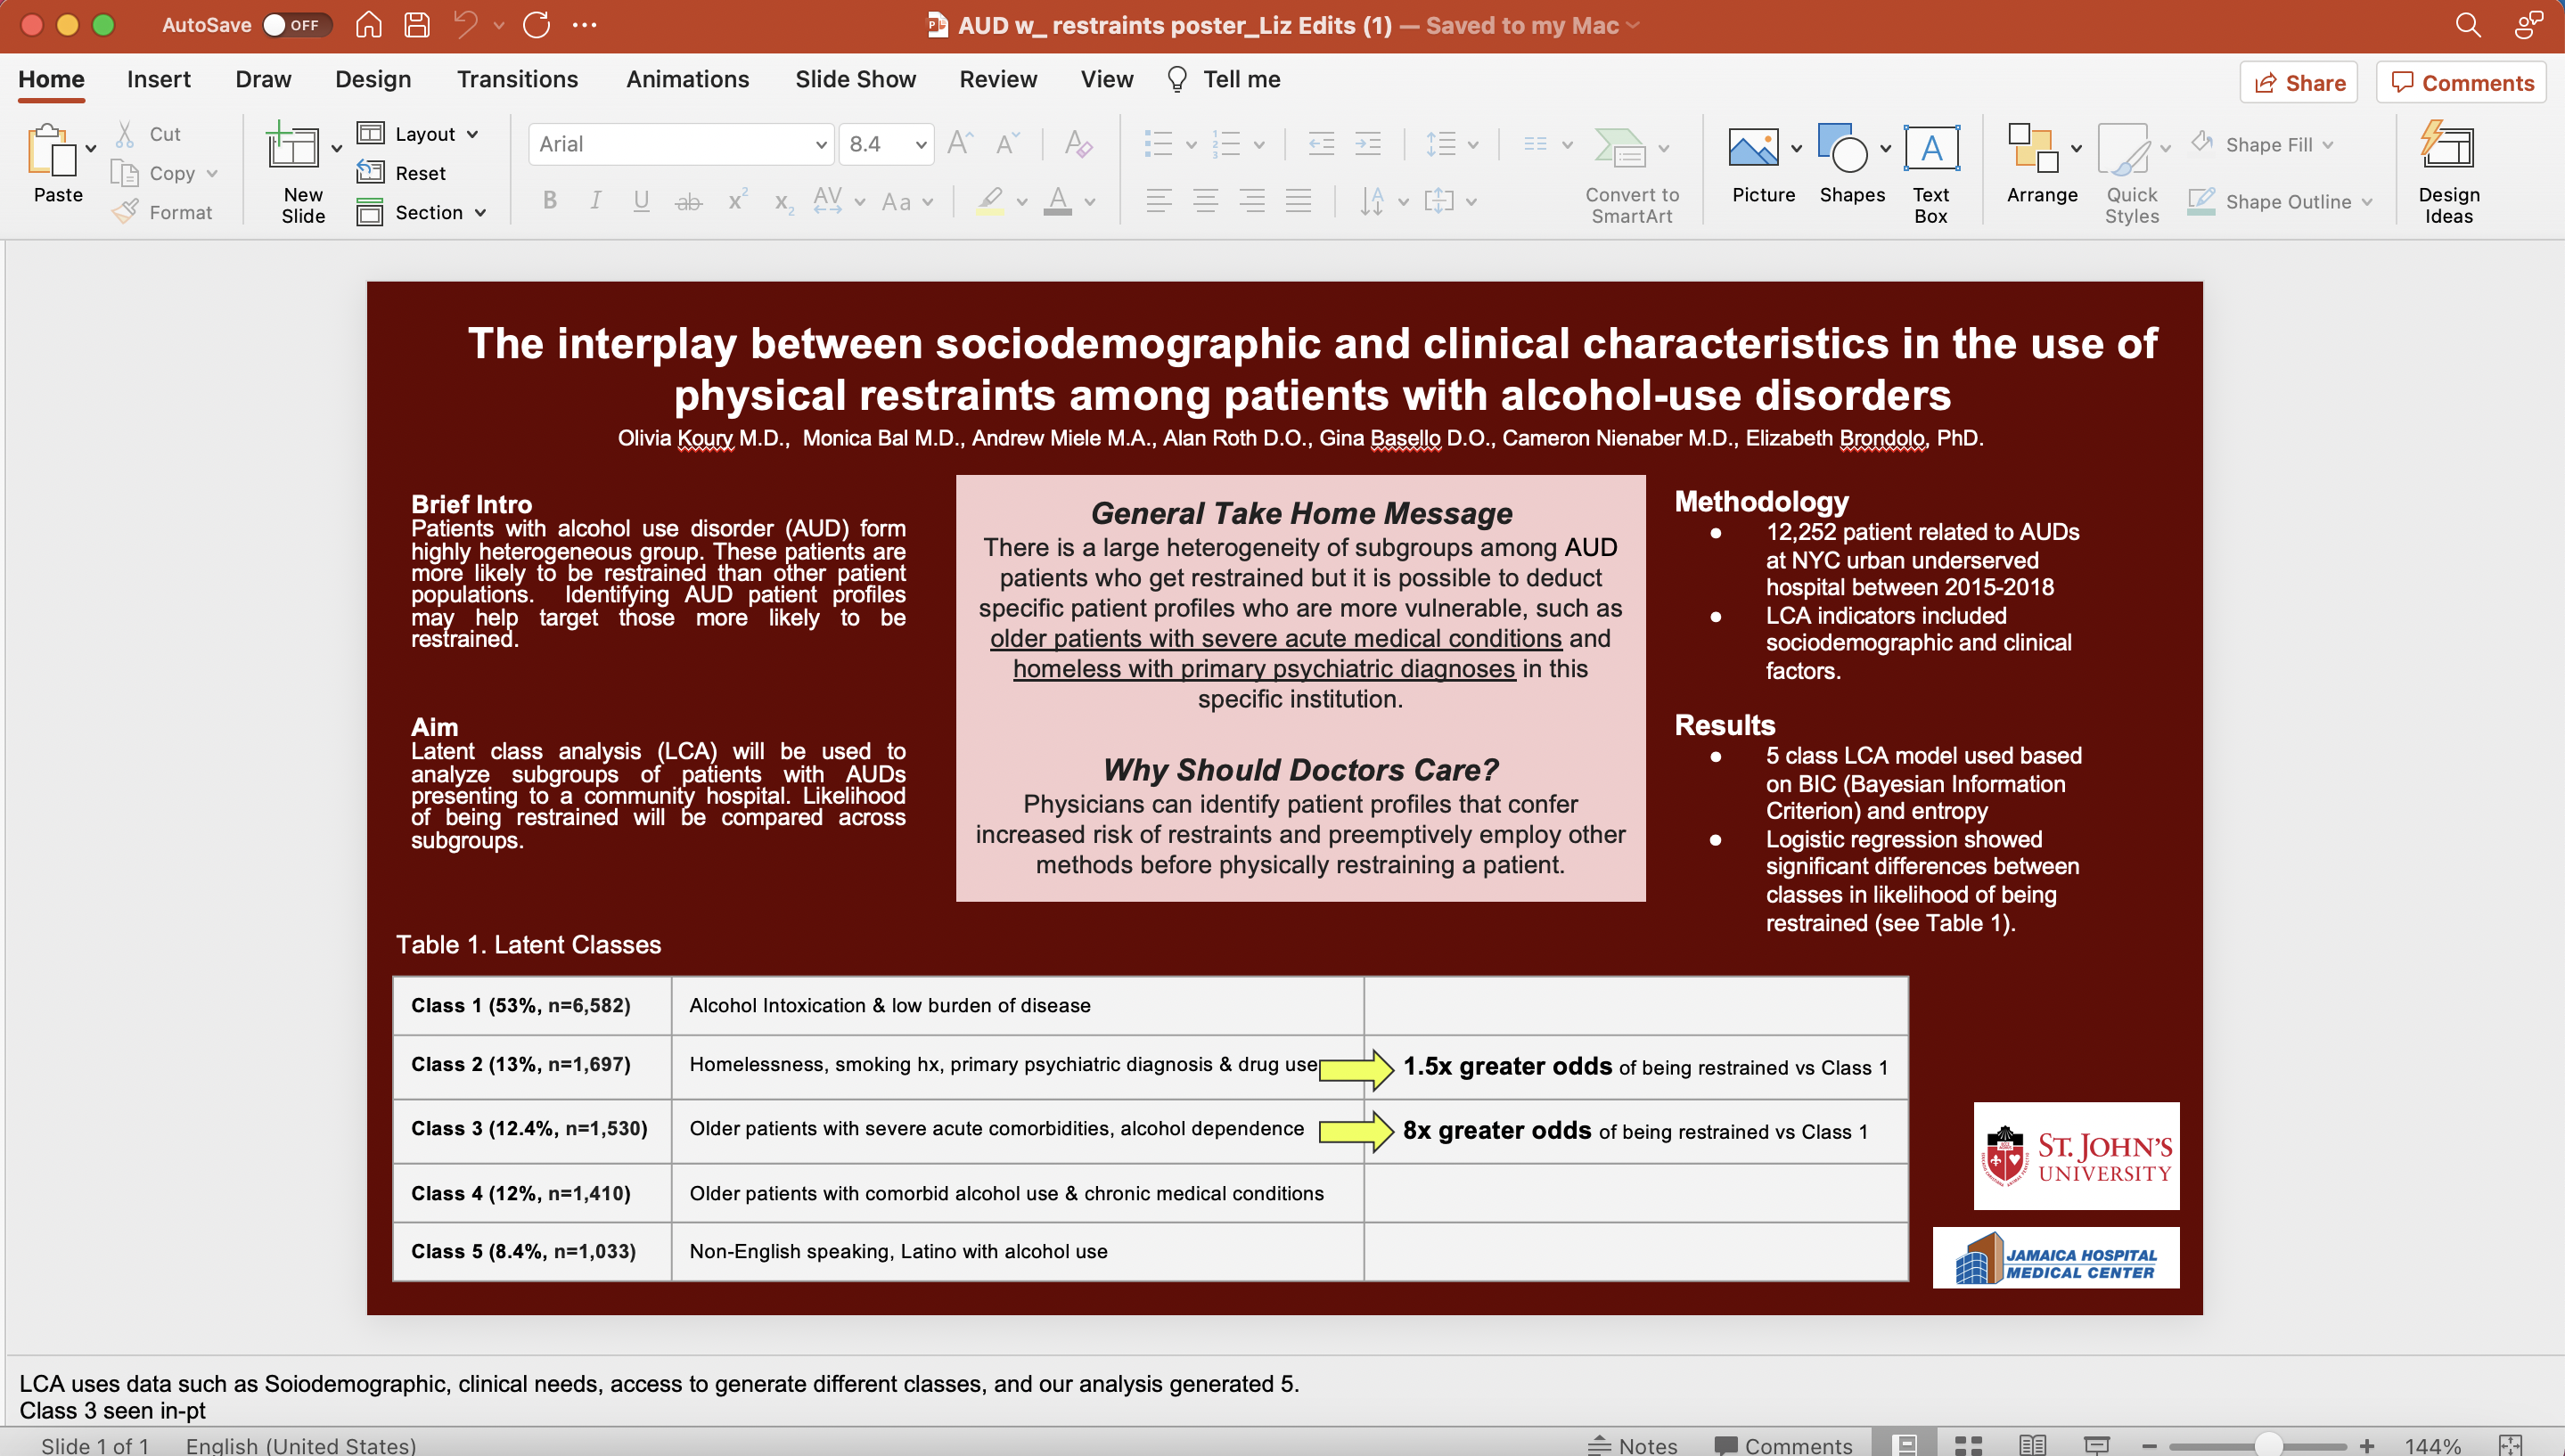 AutoSave OFF
AUD w_ restraints poster_Liz Edits (1) — Saved to my Mac
Home Insert Draw Design Transitions Animations Slide Show Review View Tell me
Share Comments
Paste
Cut
Copy
Format
New
Slide
Layout
Reset
Section
Arial 8.4
Convert to
SmartArt
Picture
Shapes
Text
Box
Arrange
Quick
Styles
Shape Fill
Shape Outline
Design
Ideas
The interplay between sociodemographic and clinical characteristics in the use of
physical restraints among patients with alcohol-use disorders
Olivia Koury M.D., Monica Bal M.D., Andrew Miele M.A., Alan Roth D.O., Gina Basello D.O., Cameron Nienaber M.D., Elizabeth Brondolo, PhD.
Brief Intro
Patients with alcohol use disorder (AUD) form
highly heterogeneous group. These patients are
more likely to be restrained than other patient
populations. Identifying AUD patient profiles
may help target those more likely to be
restrained.
Aim
Latent class analysis (LCA) will be used to
analyze subgroups of patients with AUDs
presenting to a community hospital. Likelihood
of being restrained will be compared across
subgroups.
General Take Home Message
There is a large heterogeneity of subgroups among AUD
patients who get restrained but it is possible to deduct
specific patient profiles who are more vulnerable, such as
older patients with severe acute medical conditions and
homeless with primary psychiatric diagnoses in this
specific institution.
Why Should Doctors Care?
Physicians can identify patient profiles that confer
increased risk of restraints and preemptively employ other
methods before physically restraining a patient.
Methodology
● 12,252 patient related to AUDs
at NYC urban underserved
hospital between 2015-2018
● LCA indicators included
sociodemographic and clinical
factors.
Results
● 5 class LCA model used based
on BIC (Bayesian Information
Criterion) and entropy
● Logistic regression showed
significant differences between
classes in likelihood of being
restrained (see Table 1).
Table 1. Latent Classes
Class 1 (53%, n=6,582) Alcohol Intoxication & low burden of disease
Class 2 (13%, n=1,697) Homelessness, smoking hx, primary psychiatric diagnosis & drug use 1.5x greater odds of being restrained vs Class 1
Class 3 (12.4%, n=1,530) Older patients with severe acute comorbidities, alcohol dependence 8x greater odds of being restrained vs Class 1
Class 4 (12%, n=1,410) Older patients with comorbid alcohol use & chronic medical conditions
Class 5 (8.4%, n=1,033) Non-English speaking, Latino with alcohol use
ST. JOHN'S
UNIVERSITY
JAMAICA HOSPITAL
MEDICAL CENTER
LCA uses data such as Soiodemographic, clinical needs, access to generate different classes, and our analysis generated 5.
Class 3 seen in-pt
Slide 1 of 1 English (United States) Notes Comments 144%